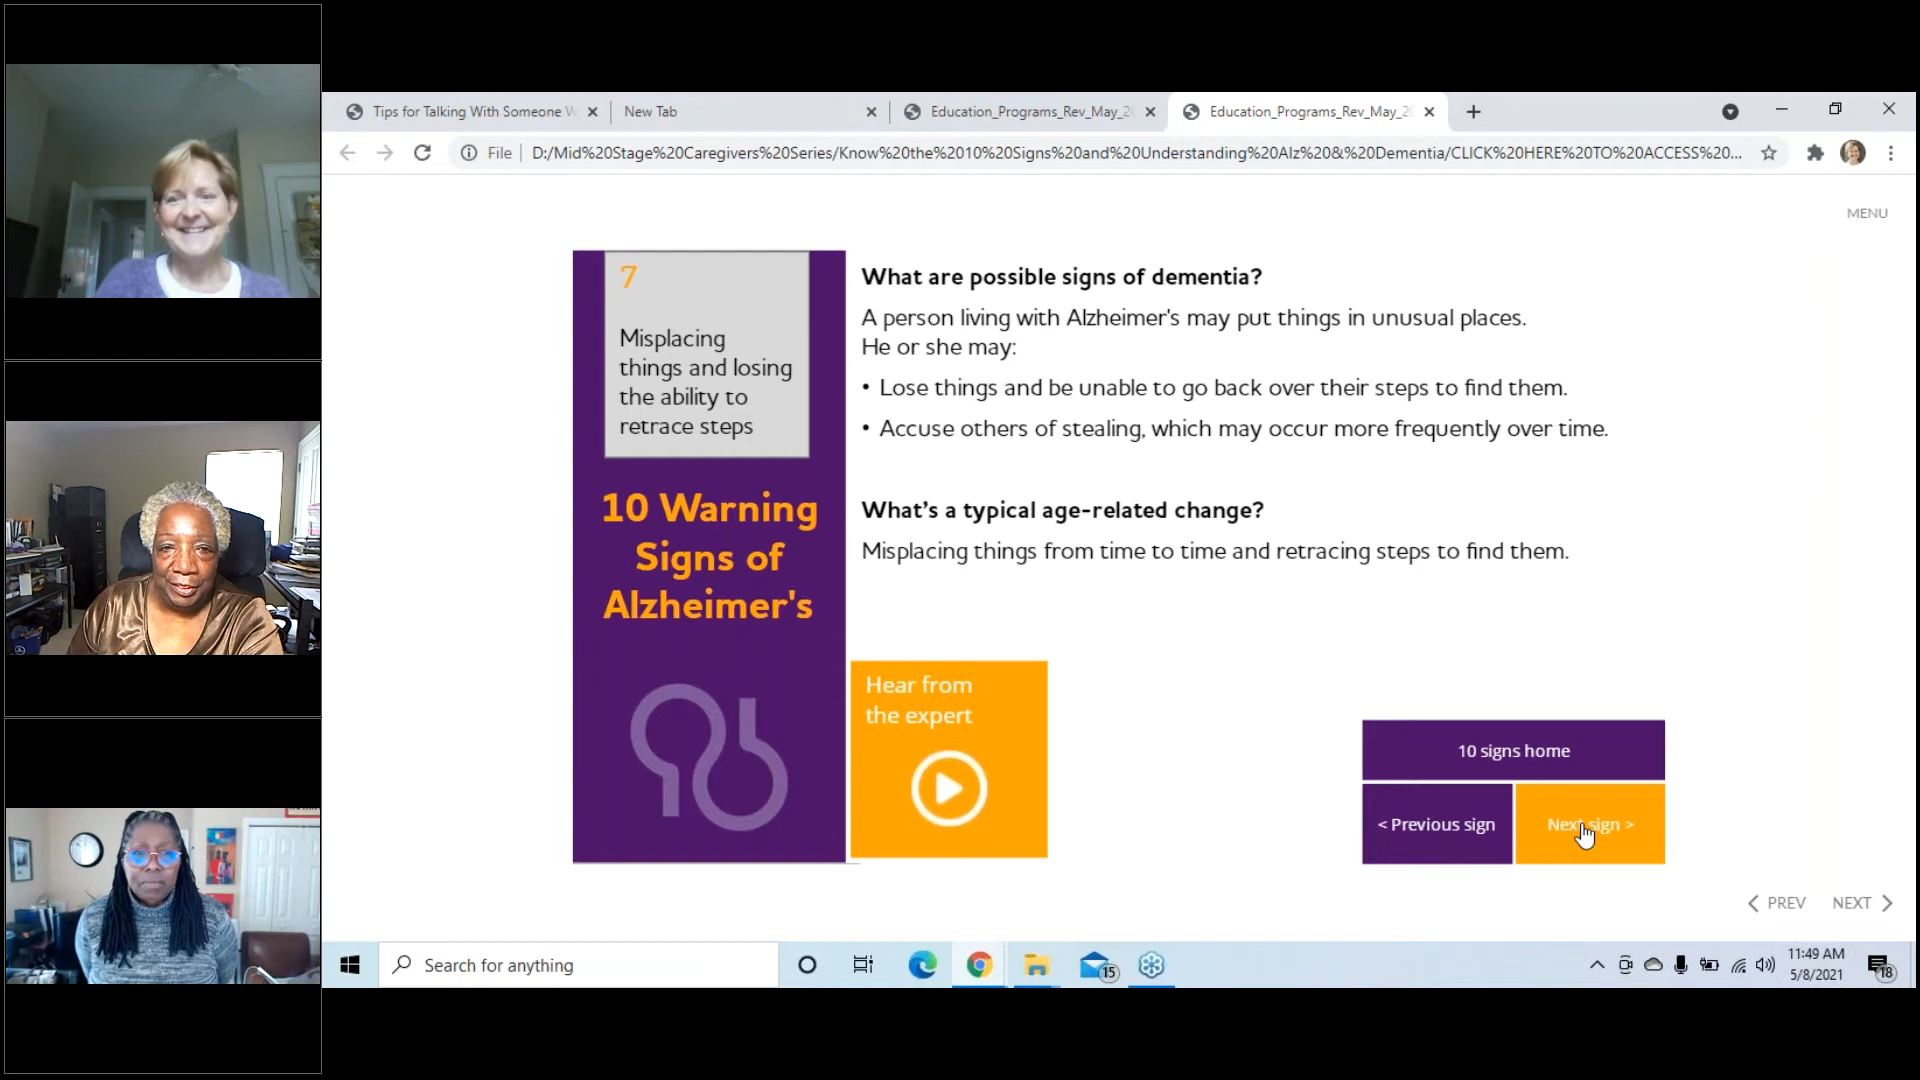 Tips for Talking With Someone W
New Tab
Education_Programs_Rev_May_2
Education_Programs_Rev_May_2
File
D:/Mid%20Stage%20Caregivers%20Series/Know%20the%2010%20Signs%20and%20Understanding%20Alz%20&%20Dementia/CLICK%20HERE%20TO%20ACCESS%20...
MENU
7
Misplacing
things and losing
the ability to
retrace steps
10 Warning
Signs of
Alzheimer's
What are possible signs of dementia?
A person living with Alzheimer's may put things in unusual places.
He or she may:
• Lose things and be unable to go back over their steps to find them.
• Accuse others of stealing, which may occur more frequently over time.
What’s a typical age-related change?
Misplacing things from time to time and retracing steps to find them.
Hear from
the expert
10 signs home
< Previous sign
Next sign >
PREV
NEXT
Search for anything
15
11:49 AM
5/8/2021
18